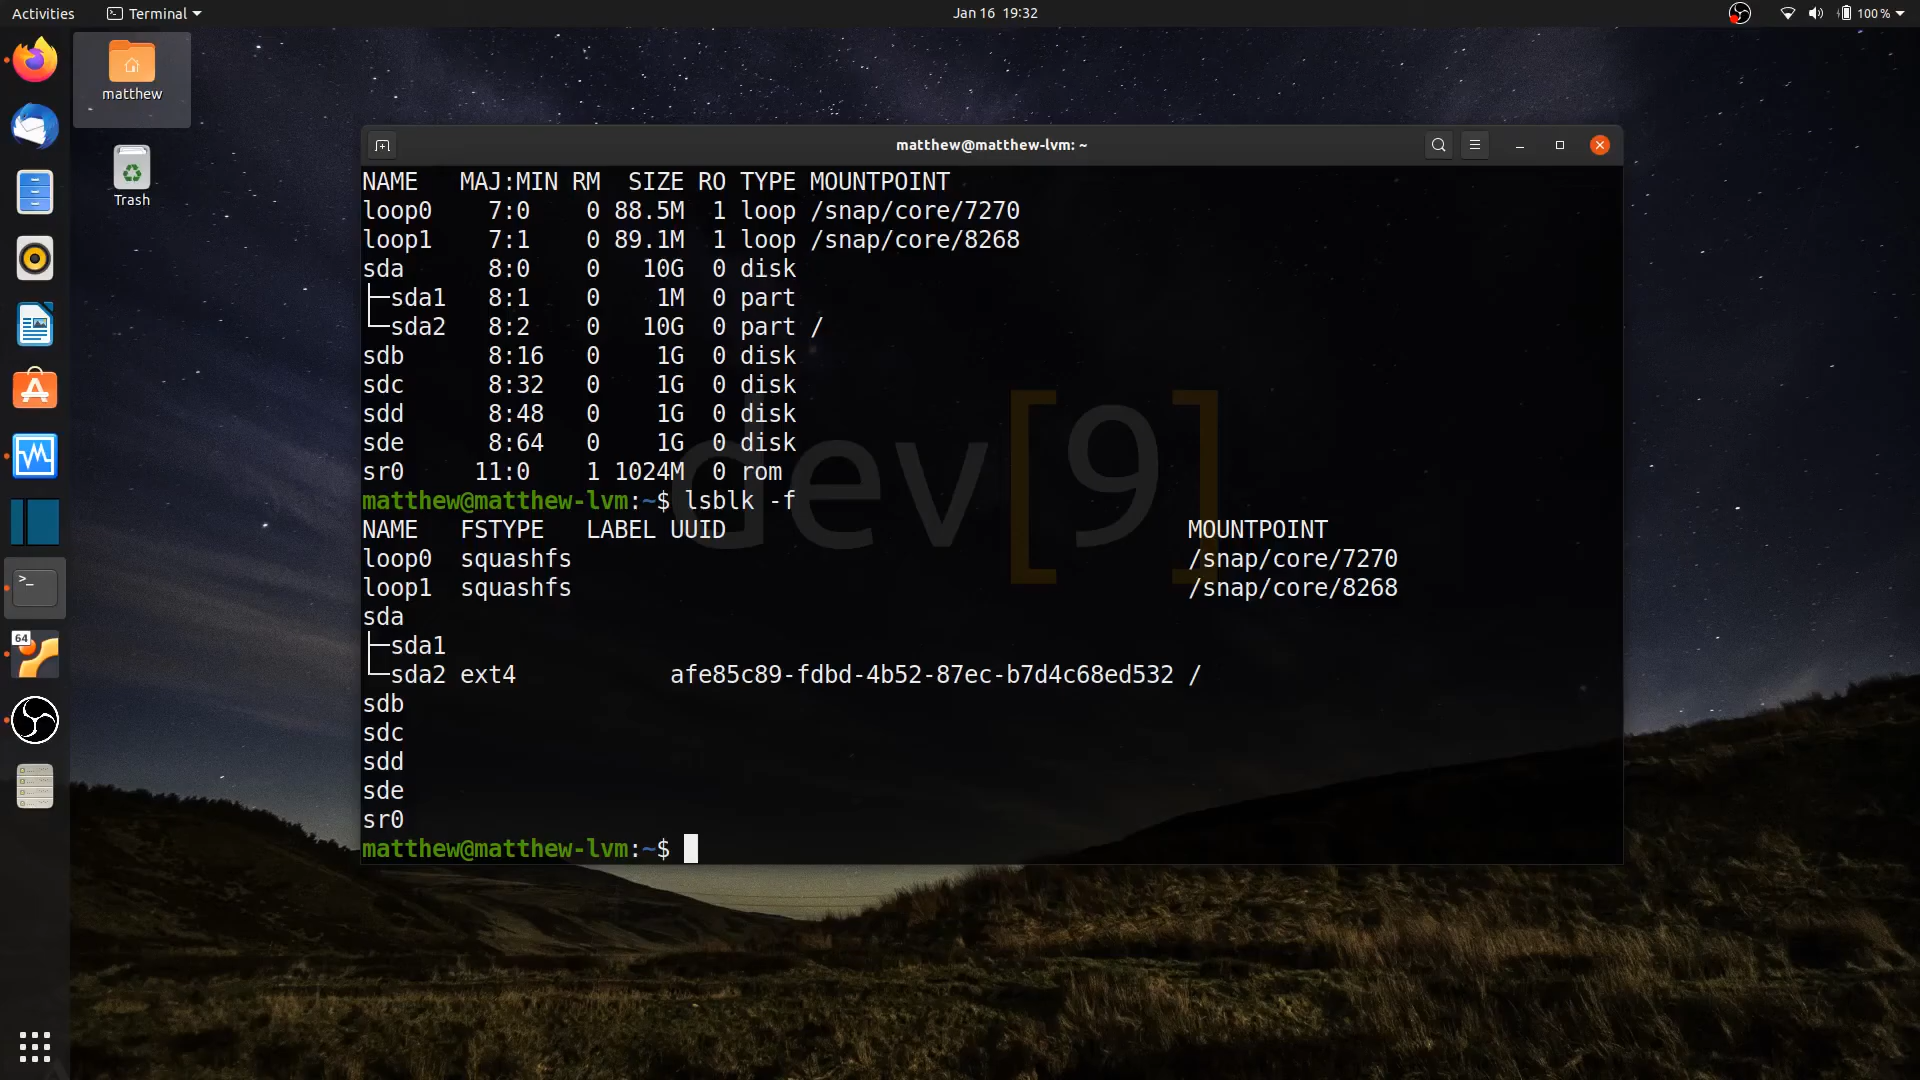 Activities
Terminal
Jan 16 19:32
100 %
matthew
Trash
64
matthew@matthew-lvm: ~
NAME MAJ:MIN RM SIZE RO TYPE MOUNTPOINT
loop0 7:0 0 88.5M 1 loop /snap/core/7270
loop1 7:1 0 89.1M 1 loop /snap/core/8268
sda 8:0 0 10G 0 disk
├─sda1 8:1 0 1M 0 part
└─sda2 8:2 0 10G 0 part /
sdb 8:16 0 1G 0 disk
sdc 8:32 0 1G 0 disk
sdd 8:48 0 1G 0 disk
sde 8:64 0 1G 0 disk
sr0 11:0 1 1024M 0 rom
matthew@matthew-lvm:~$ lsblk -f
NAME FSTYPE LABEL UUID MOUNTPOINT
loop0 squashfs /snap/core/7270
loop1 squashfs /snap/core/8268
sda
├─sda1
└─sda2 ext4 afe85c89-fdbd-4b52-87ec-b7d4c68ed532 /
sdb
sdc
sdd
sde
sr0
matthew@matthew-lvm:~$
dev[9]